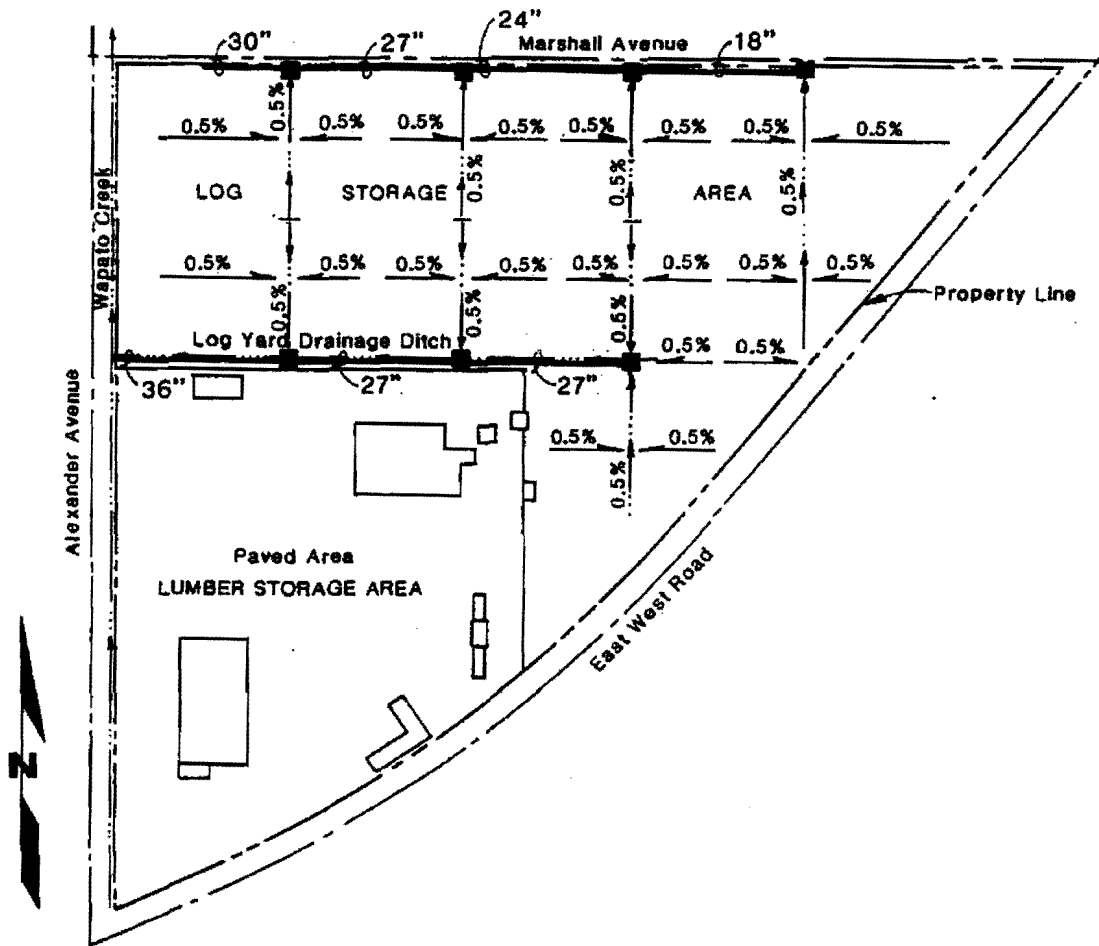 24"
30" 27" Marshall Avenue 18"
0.5% 0.5% 0.5% 0.5%
0.5% 0.5% 0.5% 0.5% 0.5% 0.5% 0.5% 0.5%
LOG STORAGE AREA
Wapato Creek
0.5% 0.5% 0.5% 0.5% 0.5% 0.5% 0.5% 0.5%
Property Line
0.5% 0.5% 0.5%
Log Yard Drainage Ditch
0.5% 0.5%
36" 27" 27"
0.5% 0.5%
0.5%
Alexander Avenue
Paved Area
LUMBER STORAGE AREA
East West Road
N